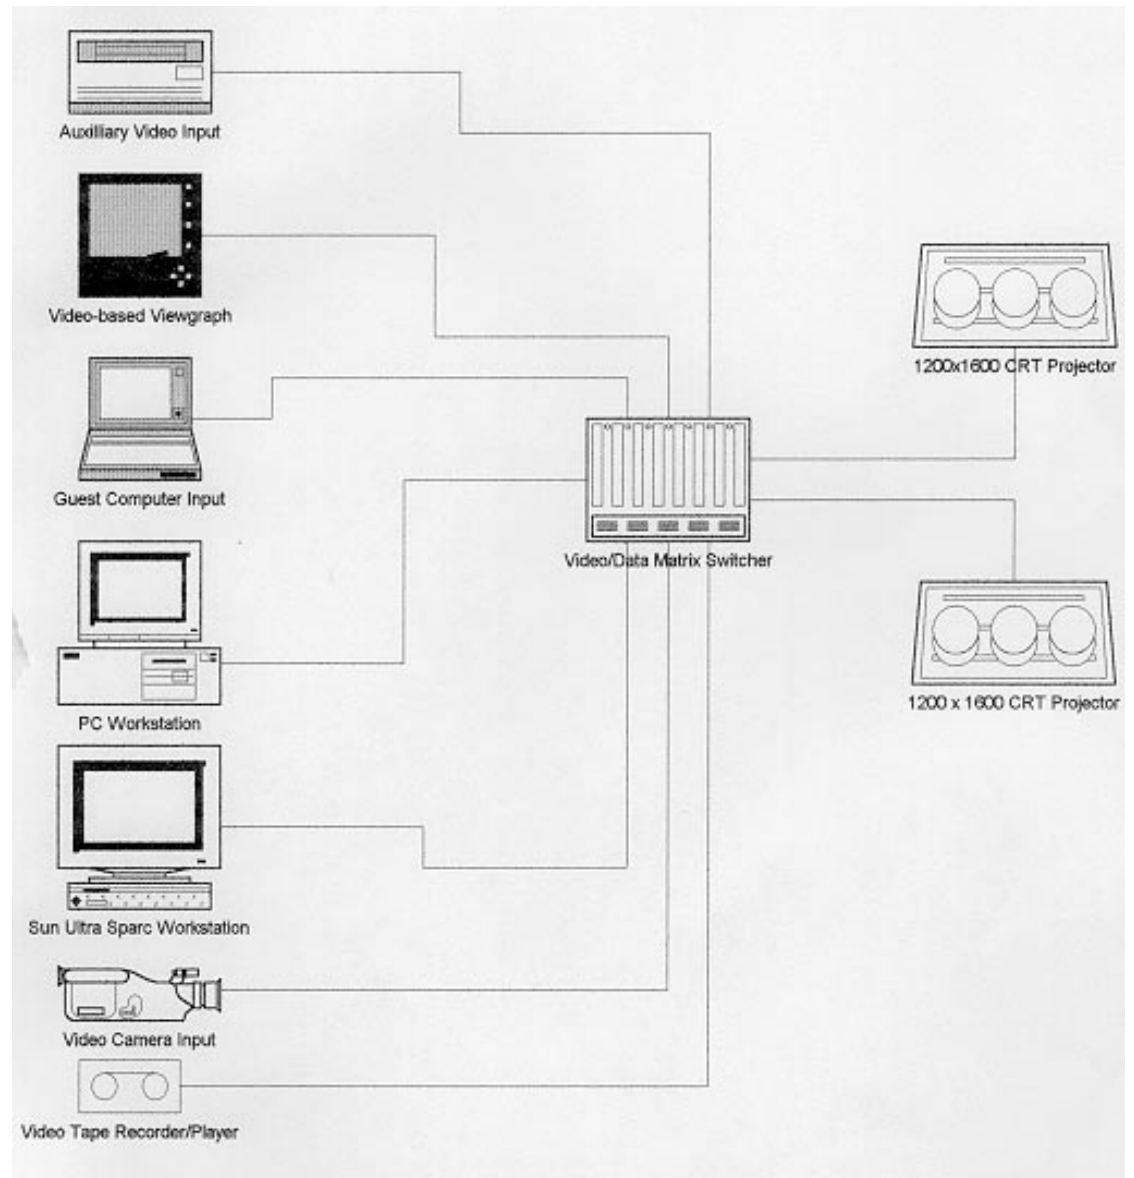 Auxilliary Video Input
Video-based Viewgraph
1200x1600 CRT Projector
Guest Computer Input
Video/Data Matrix Switcher
1200 x 1600 CRT Projector
PC Workstation
Sun Ultra Sparc Workstation
Video Camera Input
Video Tape Recorder/Player